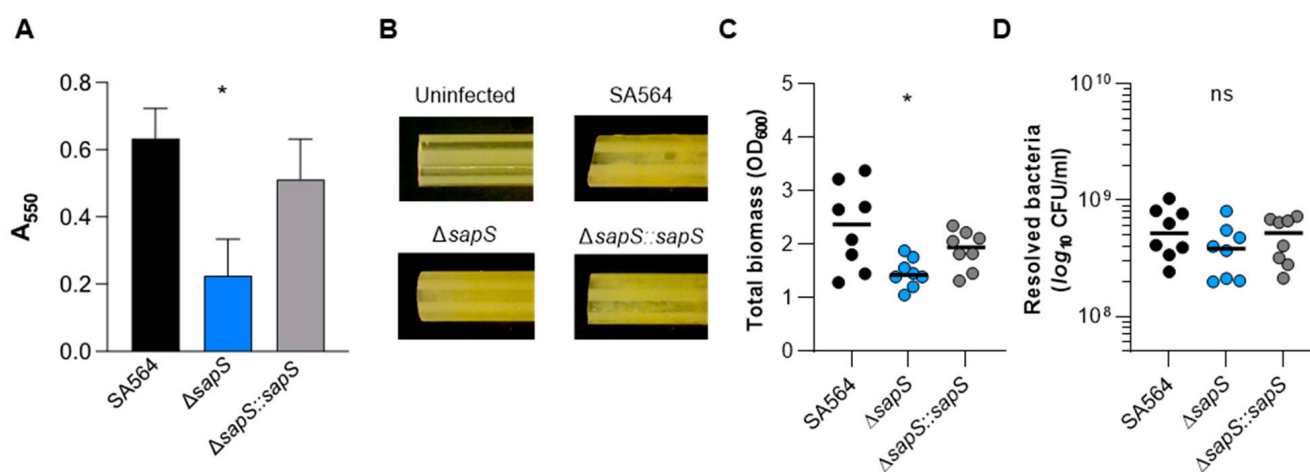 A
B
C
D
A550
0.8
0.6
0.4
0.2
0.0
*
SA564
ΔsapS
ΔsapS::sapS
Uninfected
SA564
ΔsapS
ΔsapS::sapS
Total biomass (OD600)
5
4
3
2
1
0
*
SA564
ΔsapS
ΔsapS::sapS
Resolved bacteria
(log10 CFU/ml)
10^10
10^9
10^8
ns
SA564
ΔsapS
ΔsapS::sapS